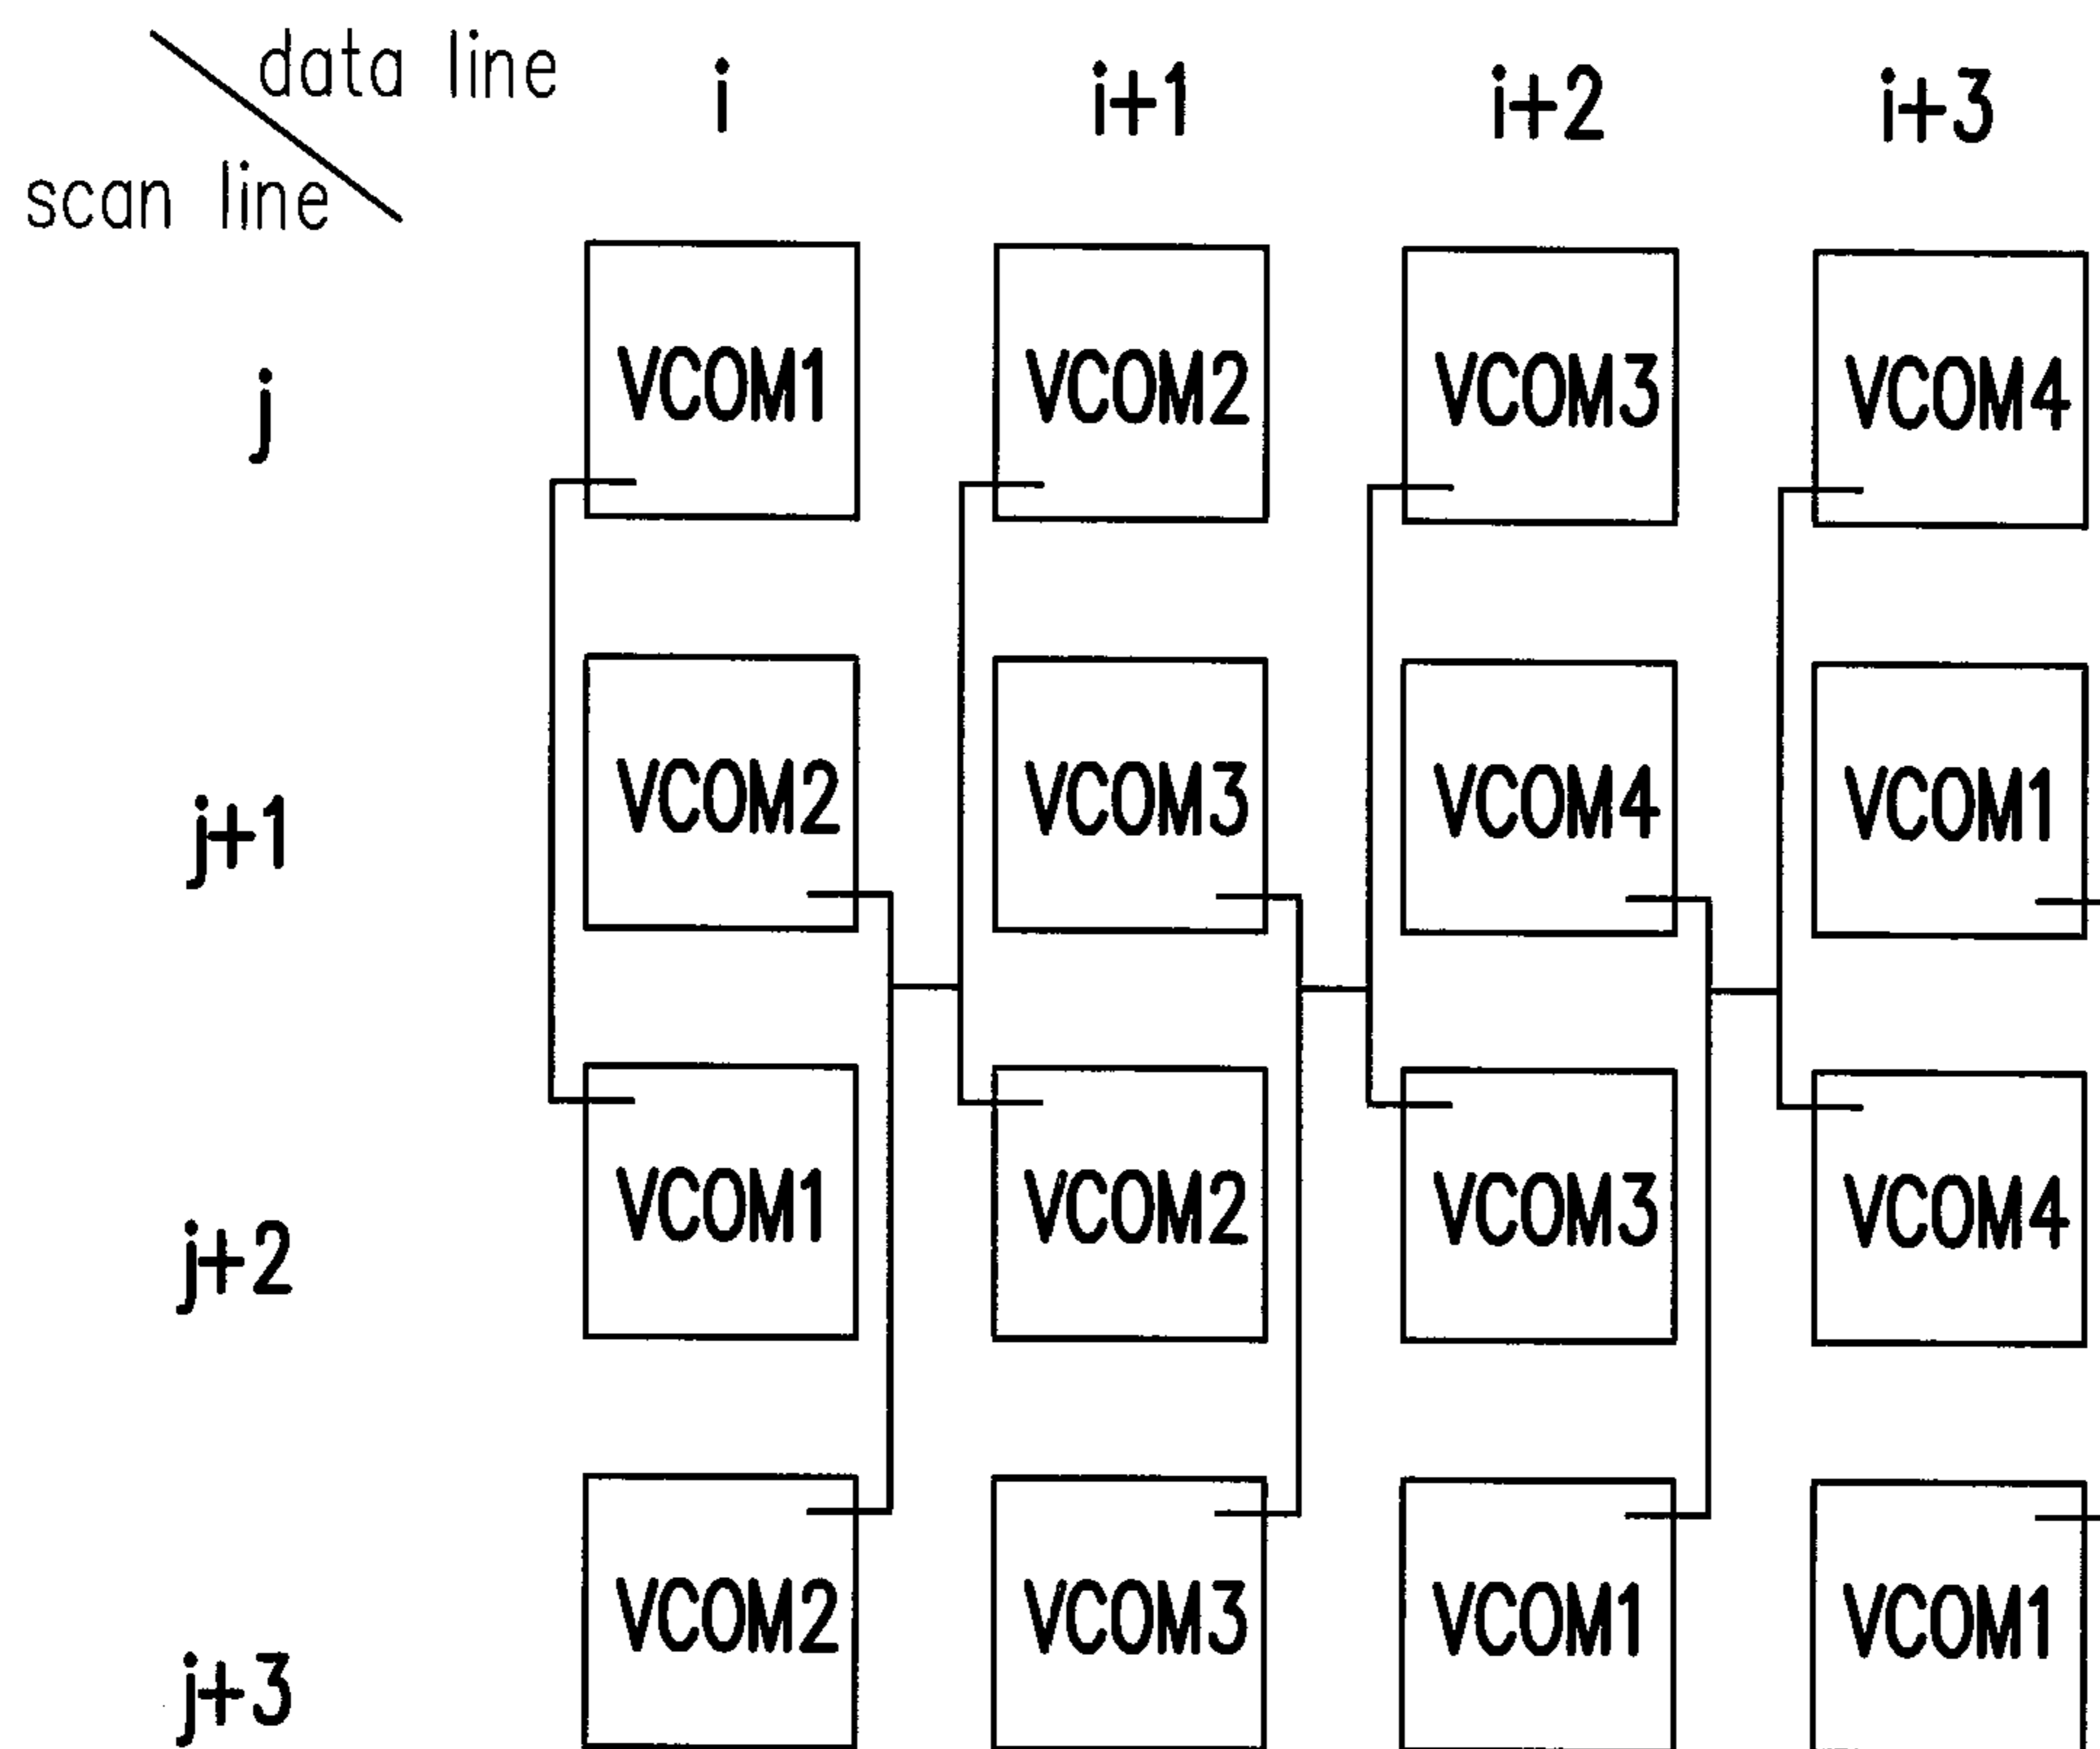 data line i i+1 i+2 i+3
scan line
j VCOM1 VCOM2 VCOM3 VCOM4
j+1 VCOM2 VCOM3 VCOM4 VCOM1
j+2 VCOM1 VCOM2 VCOM3 VCOM4
j+3 VCOM2 VCOM3 VCOM1 VCOM1